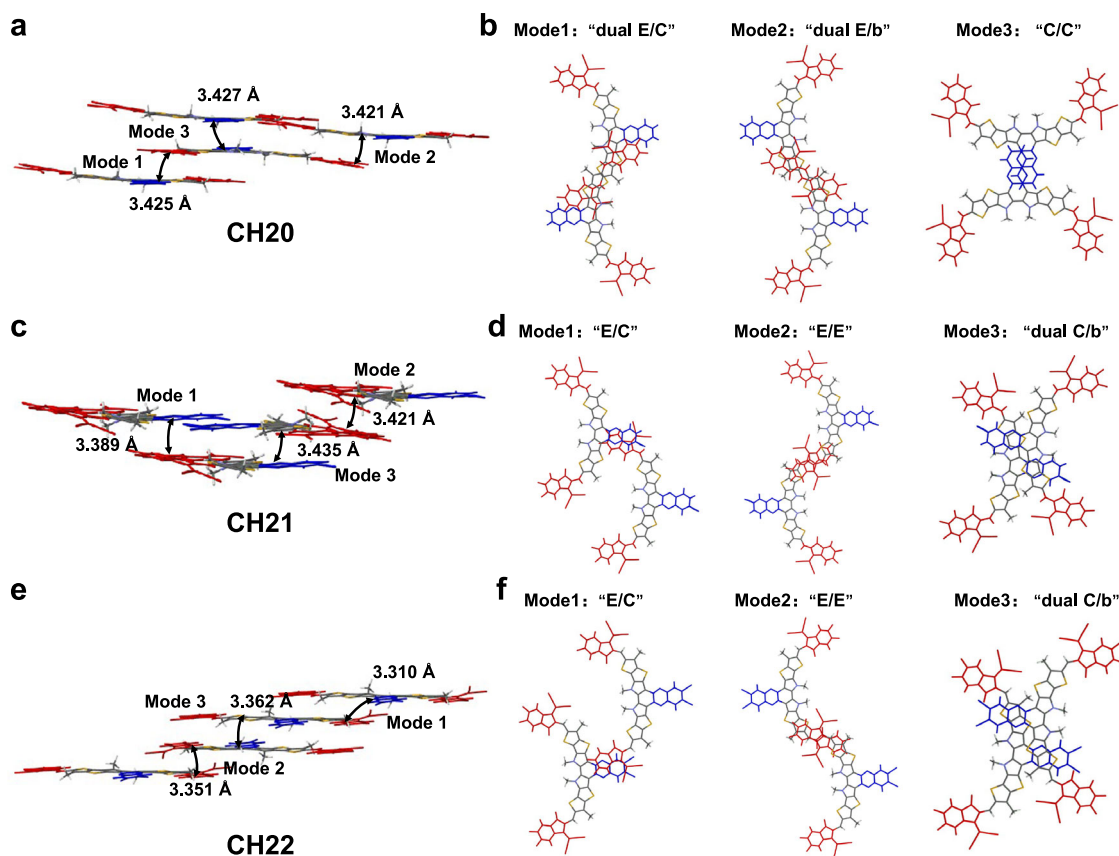 a
3.427 Å
3.421 Å
Mode 3
Mode 1
Mode 2
3.425 Å
CH20
b
Mode1： “dual E/C”
Mode2： “dual E/b”
Mode3： “C/C”
c
Mode 2
Mode 1
3.421 Å
3.389 Å
3.435 Å
Mode 3
CH21
d
Mode1： “E/C”
Mode2： “E/E”
Mode3： “dual C/b”
e
3.310 Å
Mode 3
3.362 Å
Mode 1
Mode 2
3.351 Å
CH22
f
Mode1： “E/C”
Mode2： “E/E”
Mode3： “dual C/b”